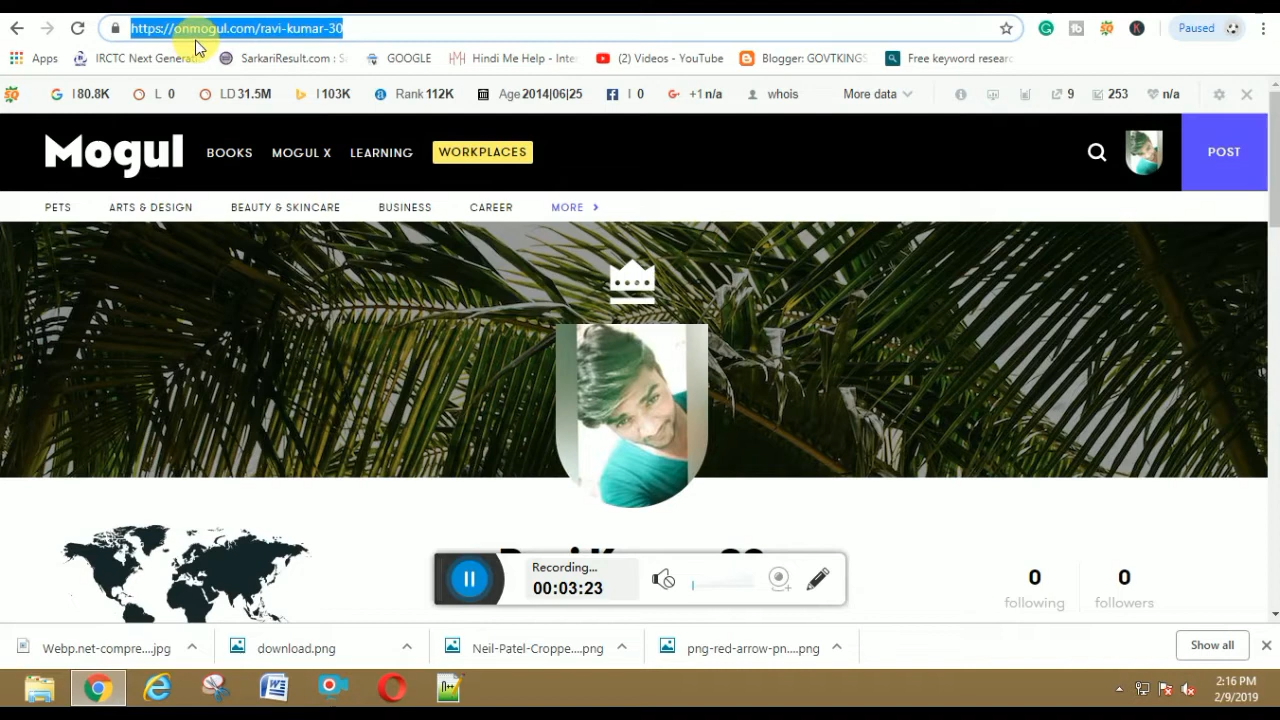 https://onmogul.com/ravi-kumar-30
Paused
Apps IRCTC Next Generat SarkariResult.com : S GOOGLE Hindi Me Help - Inte (2) Videos - YouTube Blogger: GOVTKINGS Free keyword researc
I 80.8K L 0 LD 31.5M I 103K Rank 112K Age 2014|06|25 I 0 +1 n/a whois More data 9 253 n/a
Mogul BOOKS MOGUL X LEARNING WORKPLACES POST
PETS ARTS & DESIGN BEAUTY & SKINCARE BUSINESS CAREER MORE
Recording...
00:03:23
0 0
following followers
Webp.net-compre....jpg download.png Neil-Patel-Croppe....png png-red-arrow-pn....png Show all
2:16 PM
2/9/2019